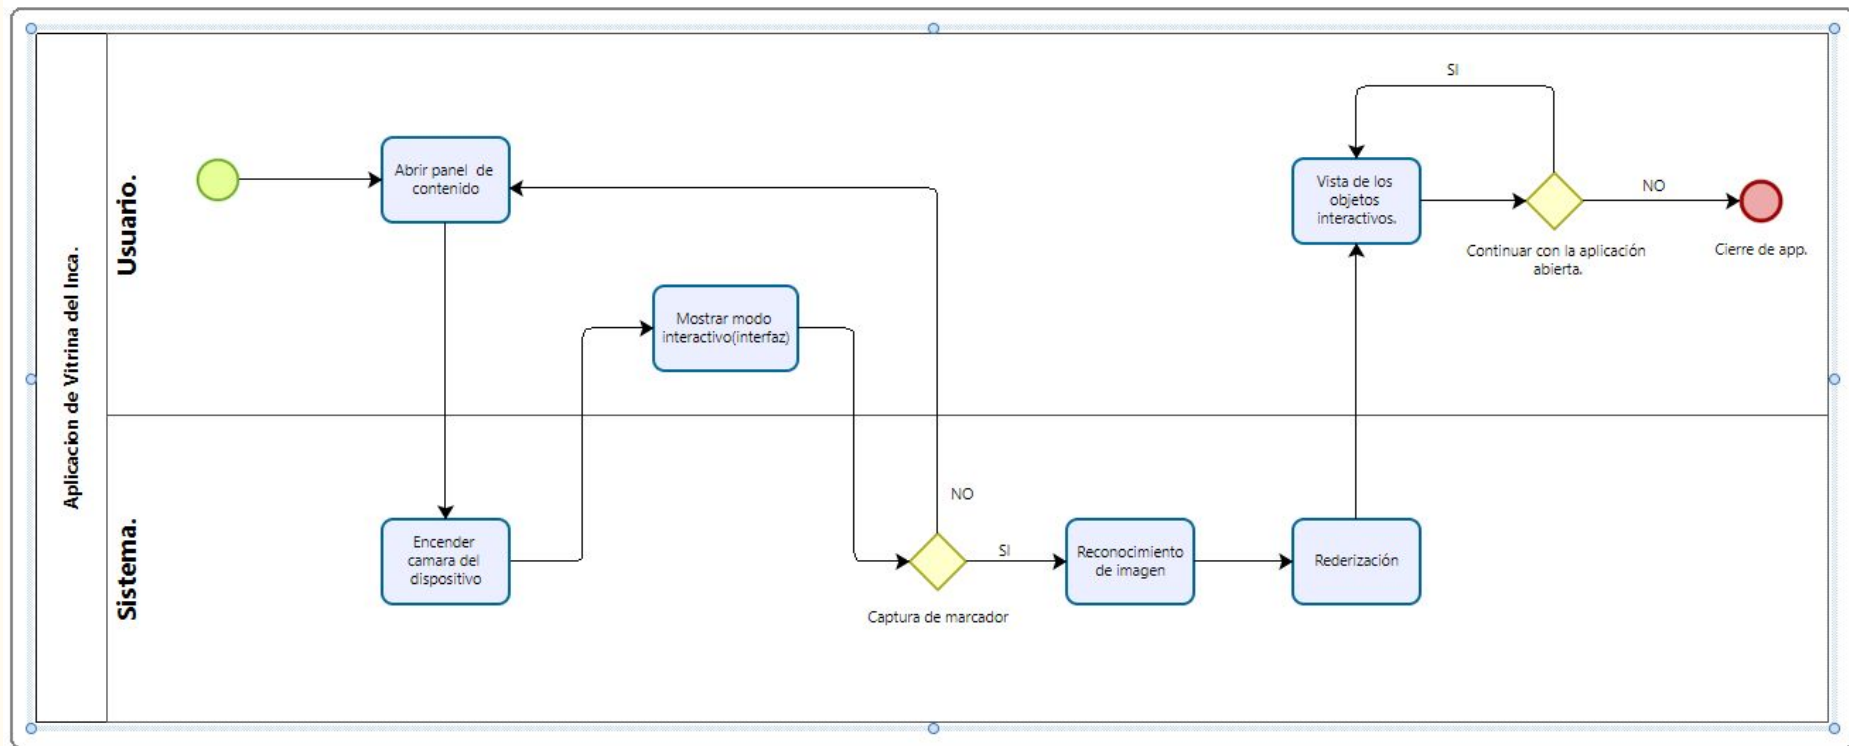 Aplicacion de Vitrina del Inca.
Usuario.
Abrir panel  de
contenido
Mostrar modo
interactivo(interfaz)
SI
Vista de los
objetos
interactivos.
NO
Continuar con la aplicación
abierta.
Cierre de app.
Sistema.
Encender
camara del
dispositivo
NO
SI
Captura de marcador
Reconocimiento
de imagen
Rederización